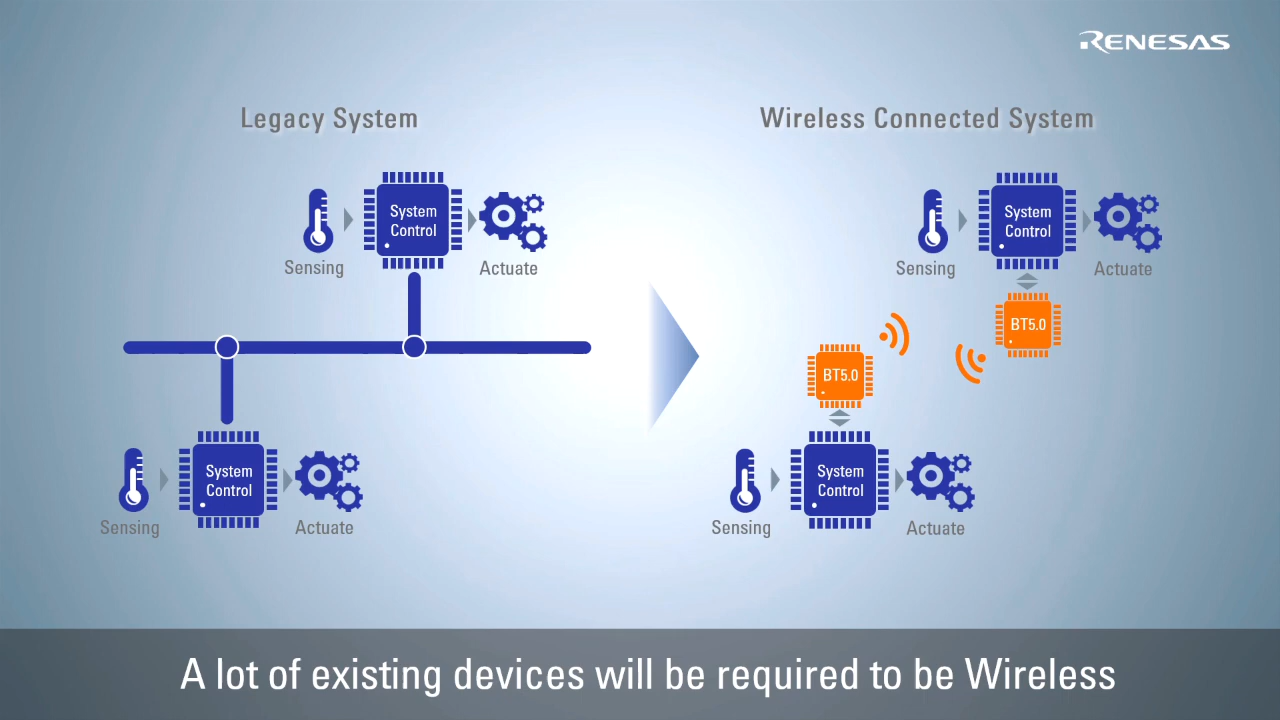 RENESAS
Legacy System
Wireless Connected System
System
Control
Sensing
Actuate
System
Control
Sensing
Actuate
BT5.0
BT5.0
System
Control
Sensing
Actuate
System
Control
Sensing
Actuate
A lot of existing devices will be required to be Wireless